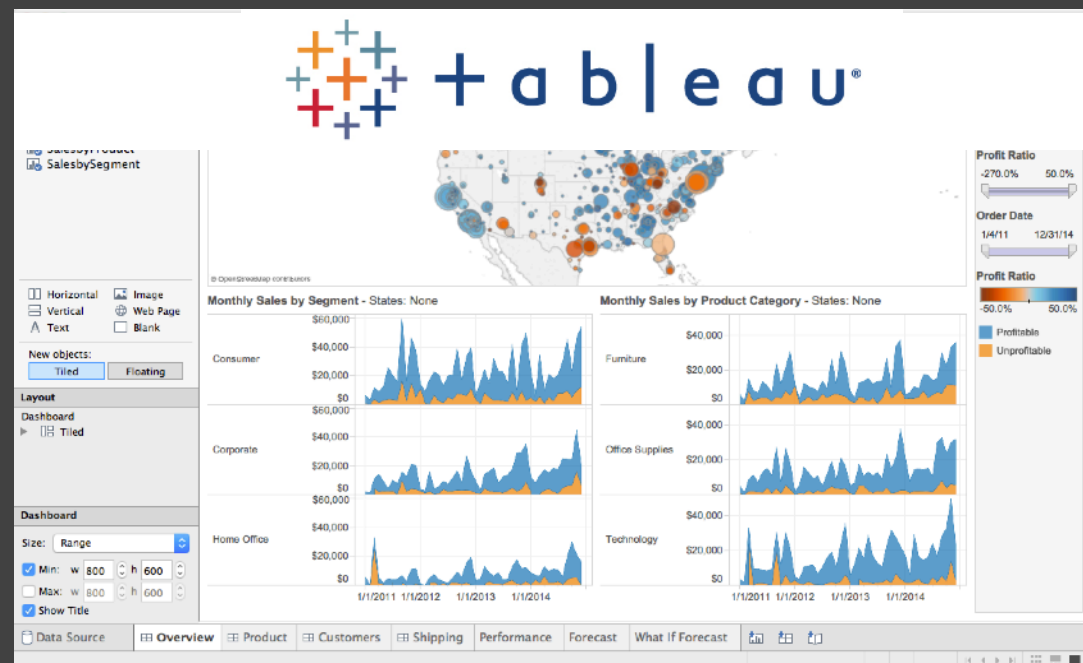 +ableau®
SalesbyProduct
SalesbySegment
Horizontal Image
Vertical Web Page
A Text Blank
New objects:
Tiled Floating
Layout
Dashboard
Tiled
Dashboard
Size: Range
Min: w 800 h 600
Max: w 800 h 600
Show Title
© OpenStreetMap contributors
Monthly Sales by Segment - States: None
Consumer
$60,000
$40,000
$20,000
$0
Corporate
$60,000
$40,000
$20,000
$0
Home Office
$60,000
$40,000
$20,000
$0
1/1/2011 1/1/2012 1/1/2013 1/1/2014
Monthly Sales by Product Category - States: None
Furniture
$40,000
$20,000
$0
Office Supplies
$40,000
$20,000
$0
Technology
$40,000
$20,000
$0
1/1/2011 1/1/2012 1/1/2013 1/1/2014
Profit Ratio
-270.0% 50.0%
Order Date
1/4/11 12/31/14
Profit Ratio
-50.0% 50.0%
Profitable
Unprofitable
Data Source Overview Product Customers Shipping Performance Forecast What If Forecast